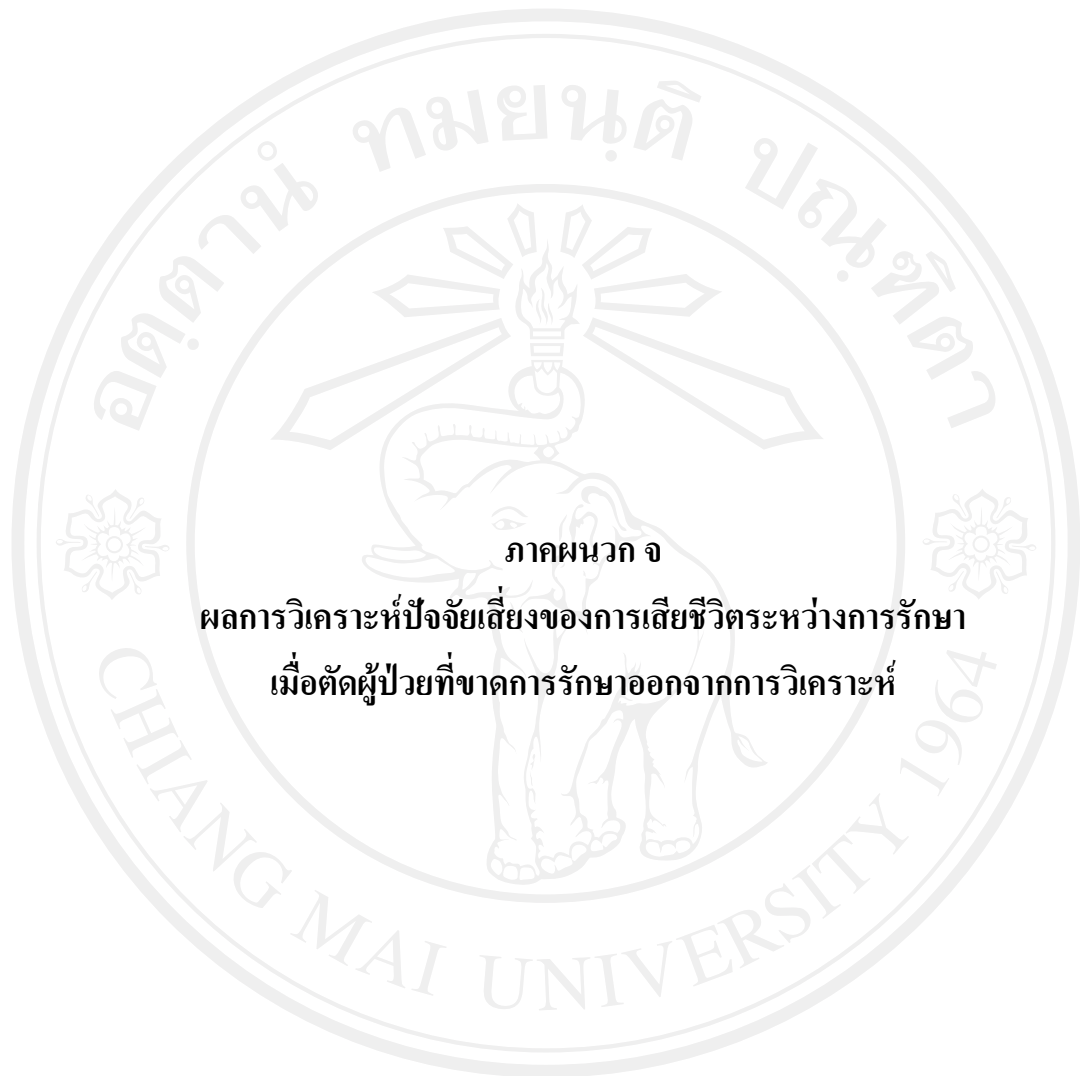 อตฺตานํ ทมยนฺติ ปณฺฑิตา
ภาคผนวก จ
ผลการวิเคราะห์ปัจจัยเสี่ยงของการเสียชีวิตระหว่างการรักษา
เมื่อตัดผู้ป่วยที่ขาดการรักษาออกจากการวิเคราะห์
CHIANG MAI UNIVERSITY 1964